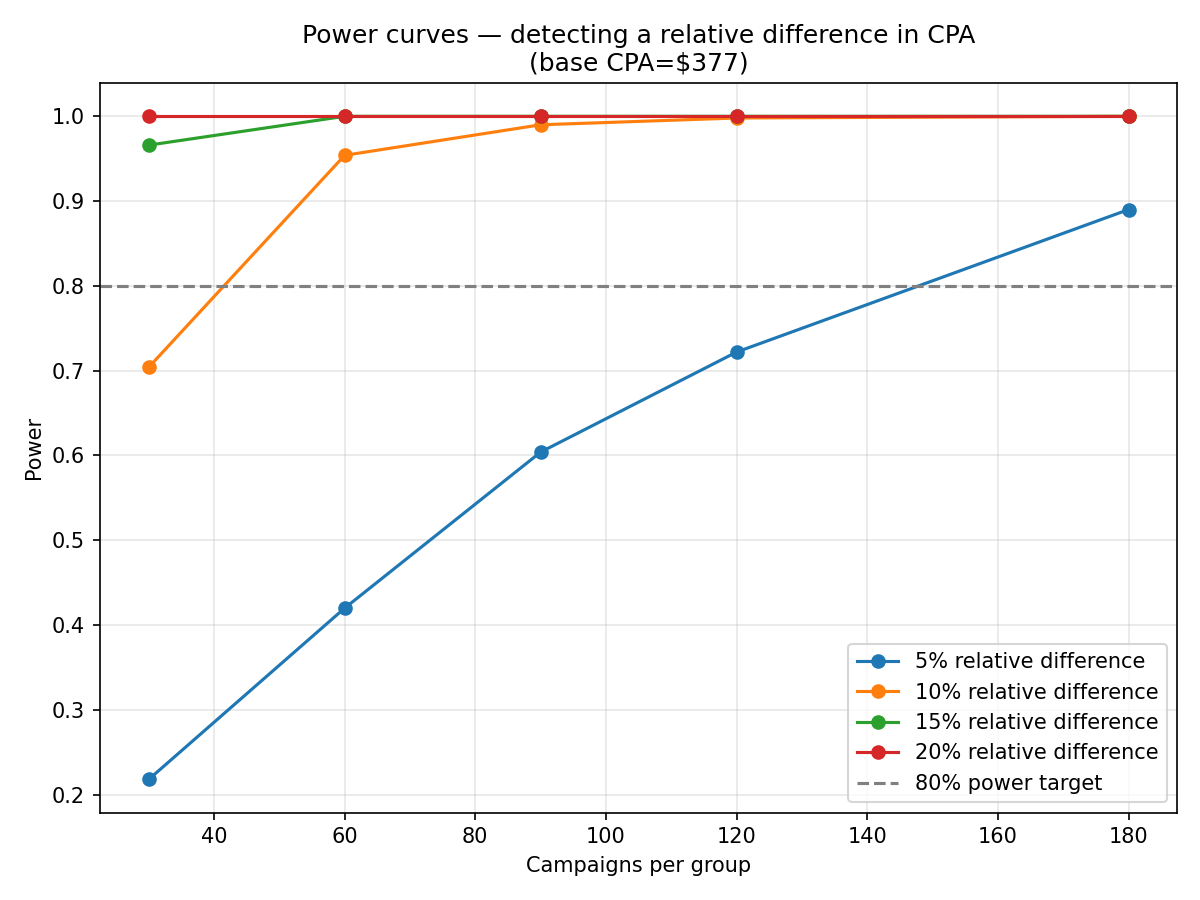 Power curves — detecting a relative difference in CPA
(base CPA=$377)
1.0
0.9
0.8
0.7
0.6
0.5
0.4
0.3
0.2
Power
40
60
80
100
120
140
160
180
Campaigns per group
5% relative difference
10% relative difference
15% relative difference
20% relative difference
80% power target